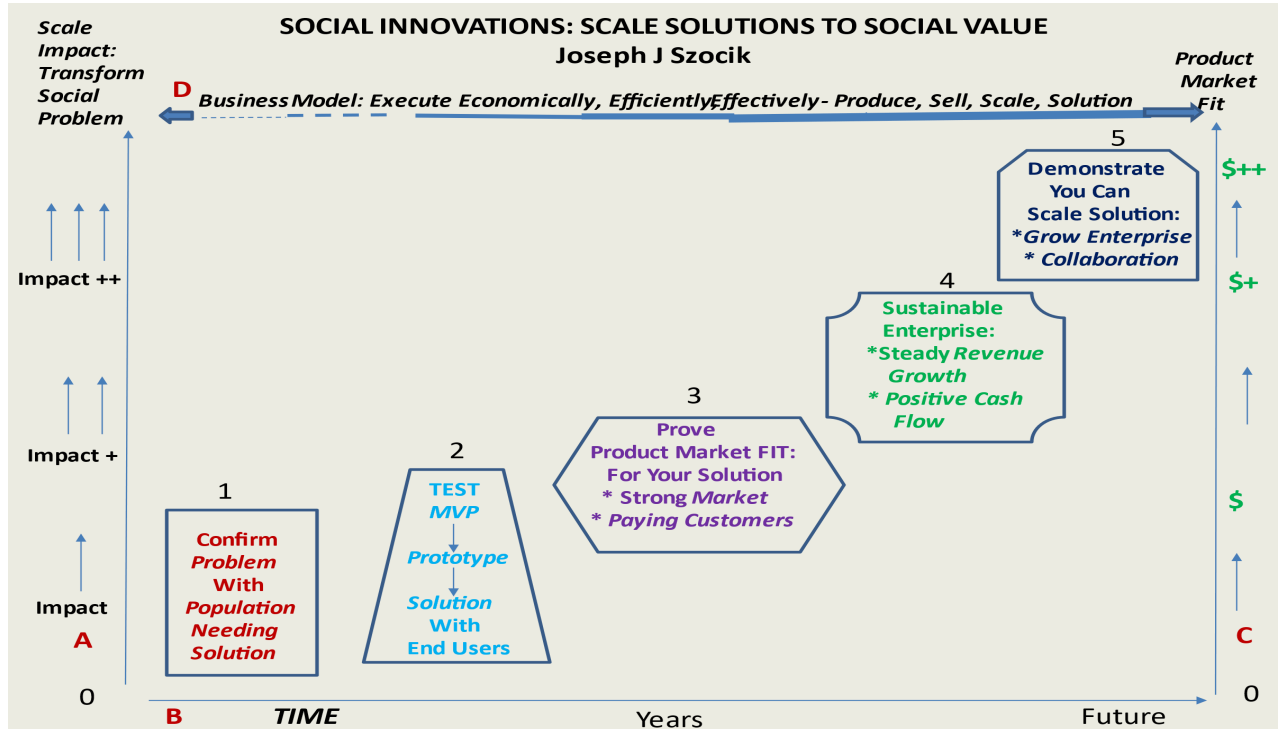 SOCIAL INNOVATIONS: SCALE SOLUTIONS TO SOCIAL VALUE
Joseph J Szocik
Scale
Impact:
Transform
Social
Problem
D
Business Model: Execute Economically, Efficiently Effectively - Produce, Sell, Scale, Solution
Product
Market
Fit
Impact ++
Impact +
Impact
A
0
1
Confirm
Problem
With
Population
Needing
Solution
2
TEST
MVP
Prototype
Solution
With
End Users
3
Prove
Product Market FIT:
For Your Solution
* Strong Market
* Paying Customers
4
Sustainable
Enterprise:
*Steady Revenue
Growth
* Positive Cash
Flow
5
Demonstrate
You Can
Scale Solution:
*Grow Enterprise
* Collaboration
$++
$+
$
C
0
B
TIME
Years
Future